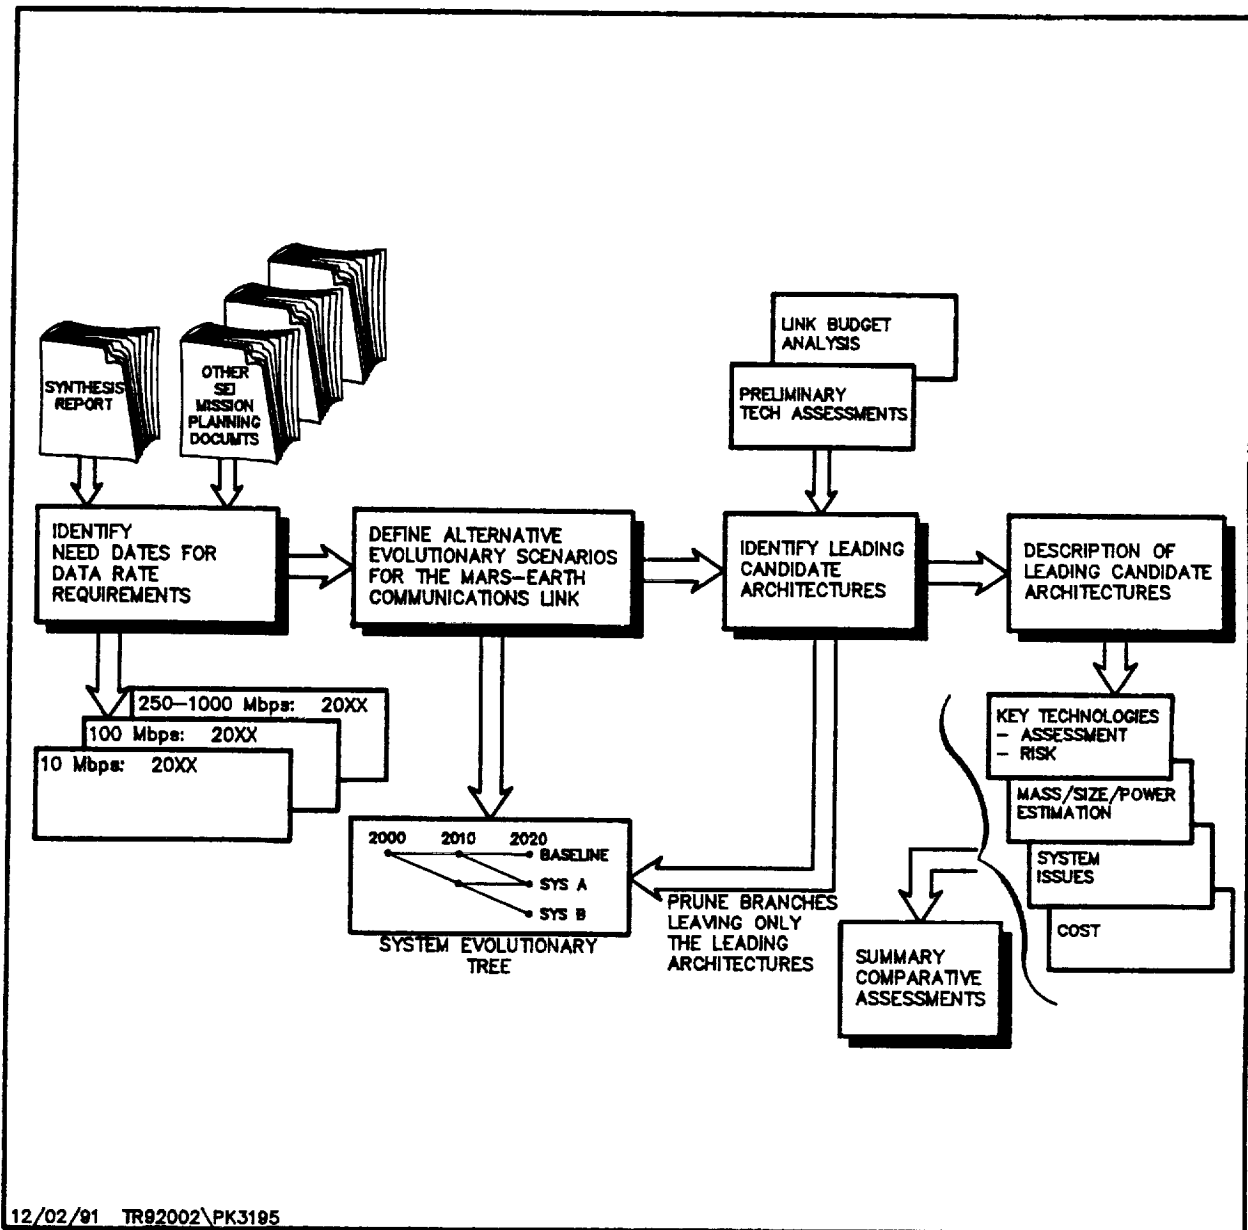 SYNTHESIS
REPORT
OTHER
SEI
MISSION
PLANNING
DOCUMTS
LINK BUDGET
ANALYSIS
PRELIMINARY
TECH ASSESSMENTS
IDENTIFY
NEED DATES FOR
DATA RATE
REQUIREMENTS
DEFINE ALTERNATIVE
EVOLUTIONARY SCENARIOS
FOR THE MARS-EARTH
COMMUNICATIONS LINK
IDENTIFY LEADING
CANDIDATE
ARCHITECTURES
DESCRIPTION OF
LEADING CANDIDATE
ARCHITECTURES
250-1000 Mbps: 20XX
100 Mbps: 20XX
10 Mbps: 20XX
2000 2010 2020
BASELINE
SYS A
SYS B
SYSTEM EVOLUTIONARY
TREE
PRUNE BRANCHES
LEAVING ONLY
THE LEADING
ARCHITECTURES
KEY TECHNOLOGIES
- ASSESSMENT
- RISK
MASS/SIZE/POWER
ESTIMATION
SYSTEM
ISSUES
COST
SUMMARY
COMPARATIVE
ASSESSMENTS
12/02/91 TR92002\PK3195